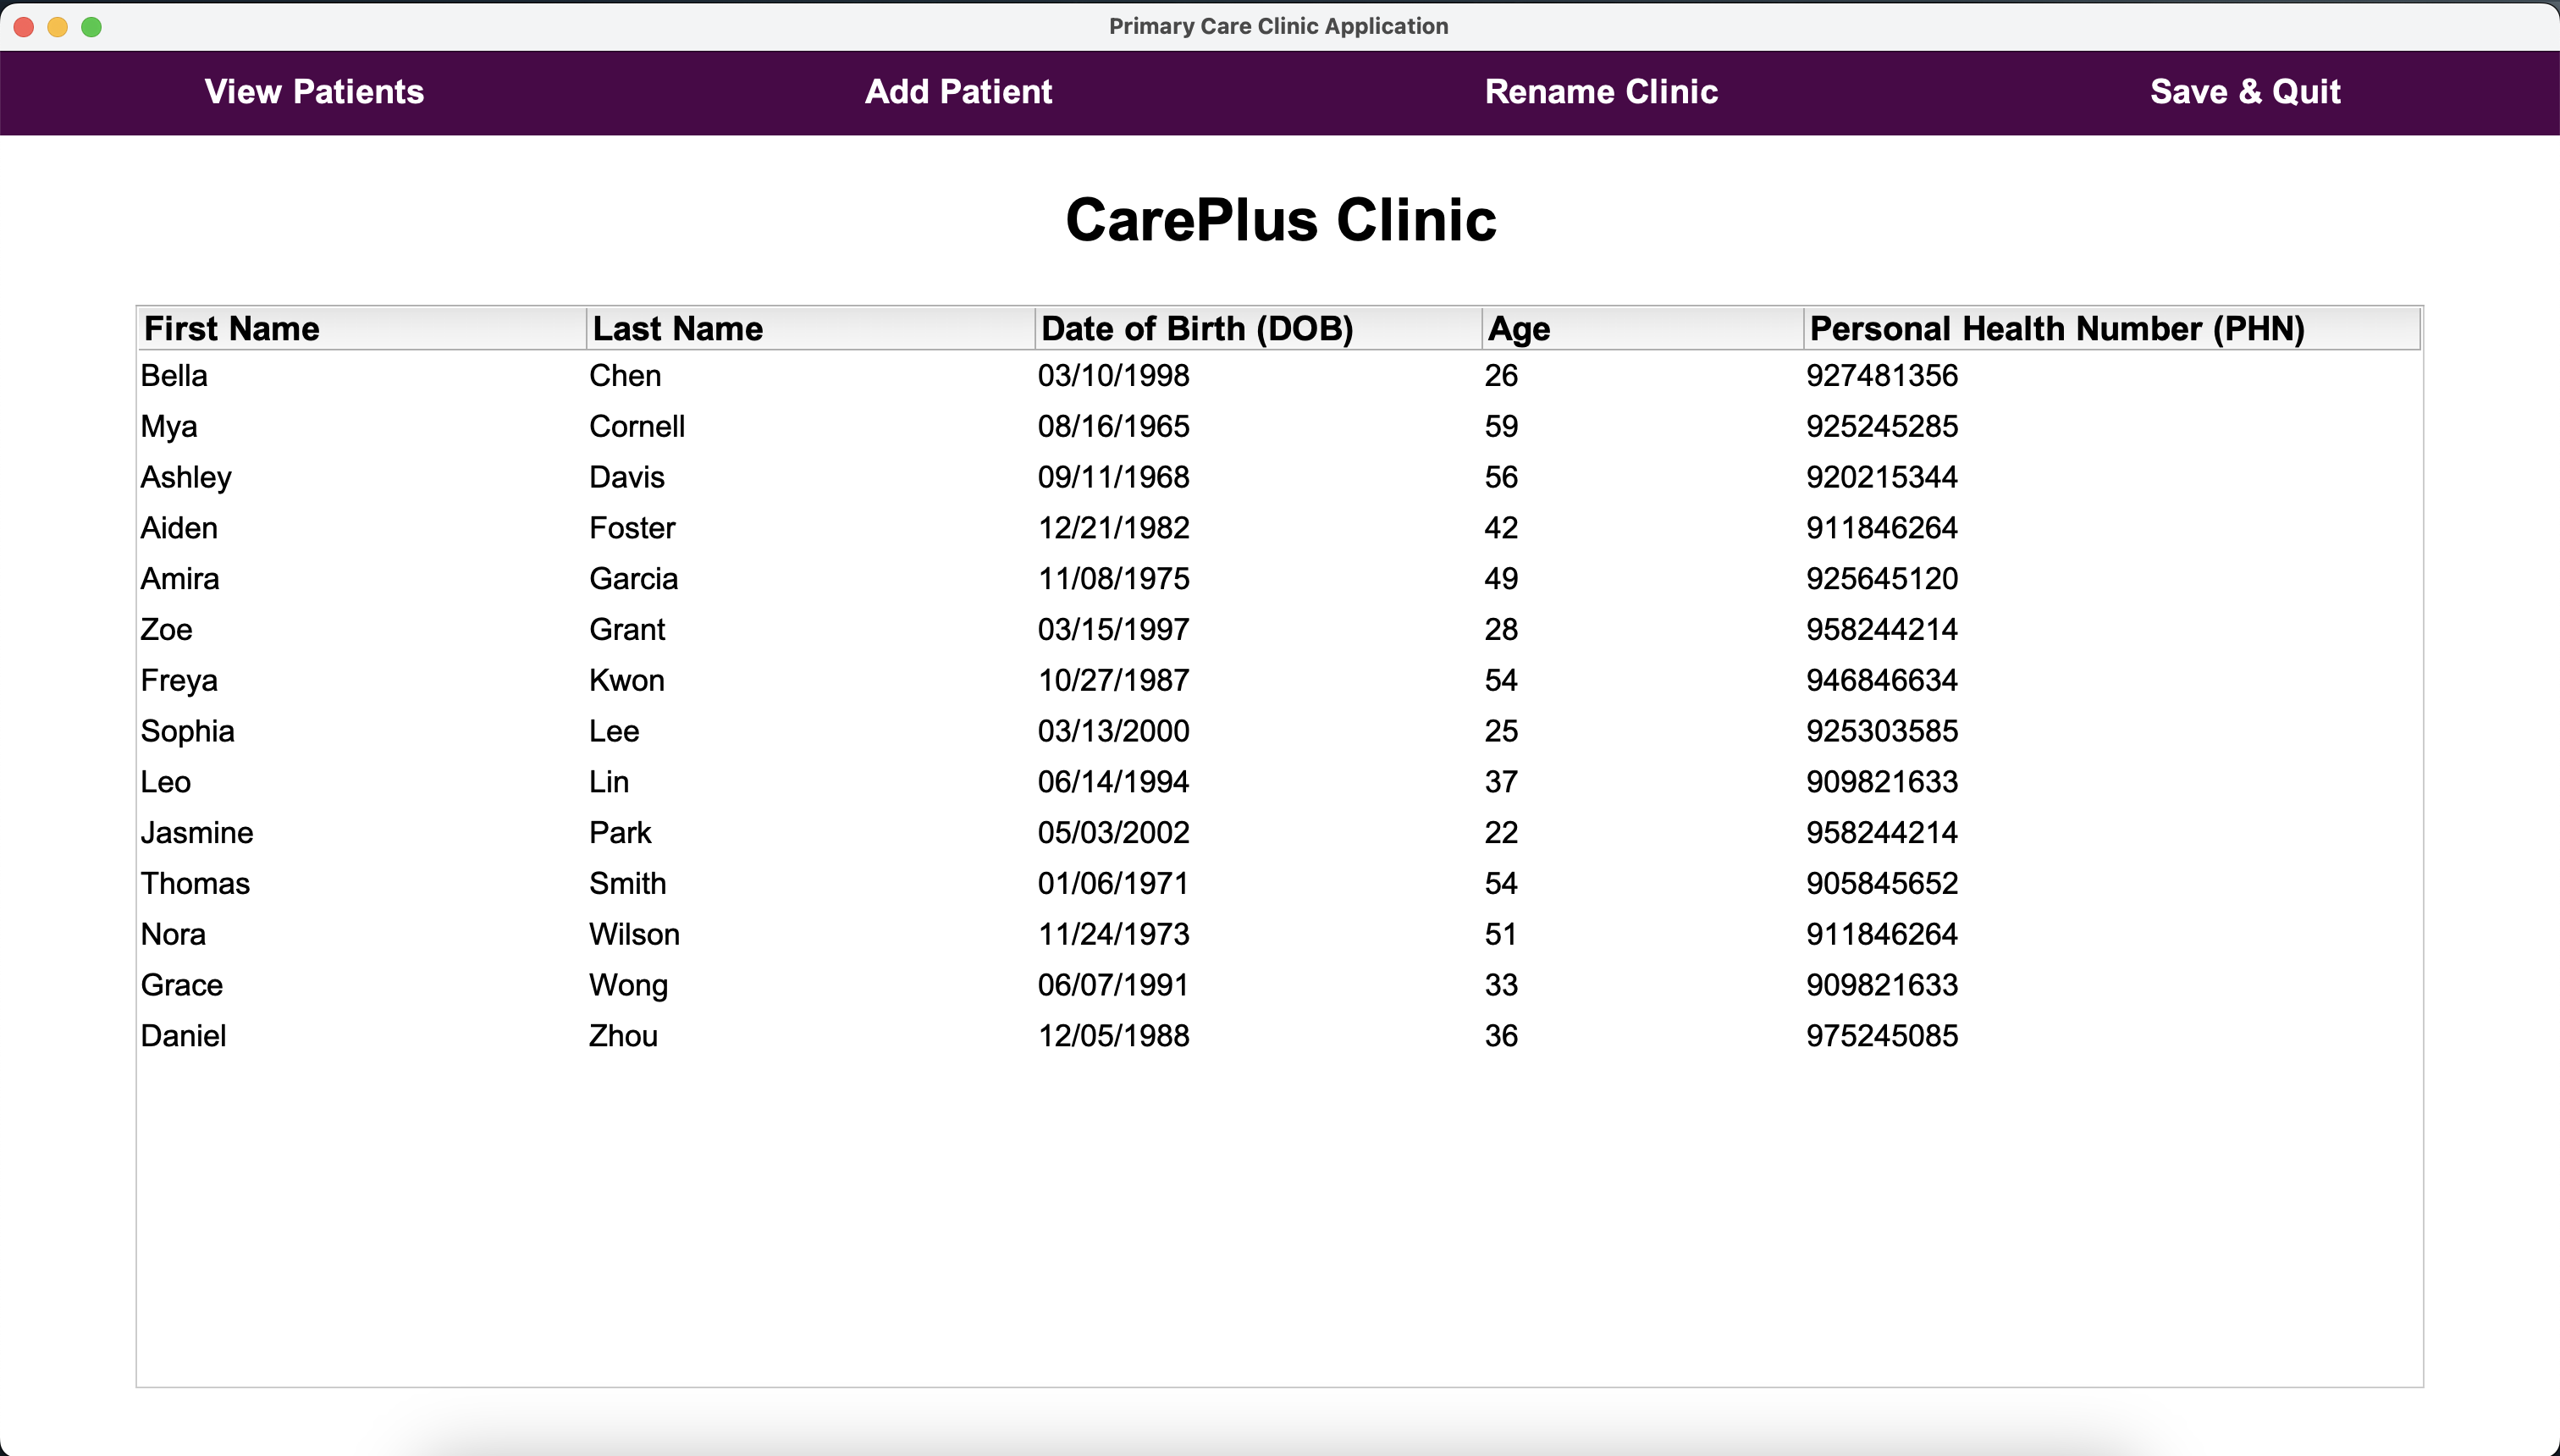 Primary Care Clinic Application
View Patients Add Patient Rename Clinic Save & Quit
CarePlus Clinic
First Name Last Name Date of Birth (DOB) Age Personal Health Number (PHN)
Bella Chen 03/10/1998 26 927481356
Mya Cornell 08/16/1965 59 925245285
Ashley Davis 09/11/1968 56 920215344
Aiden Foster 12/21/1982 42 911846264
Amira Garcia 11/08/1975 49 925645120
Zoe Grant 03/15/1997 28 958244214
Freya Kwon 10/27/1987 54 946846634
Sophia Lee 03/13/2000 25 925303585
Leo Lin 06/14/1994 37 909821633
Jasmine Park 05/03/2002 22 958244214
Thomas Smith 01/06/1971 54 905845652
Nora Wilson 11/24/1973 51 911846264
Grace Wong 06/07/1991 33 909821633
Daniel Zhou 12/05/1988 36 975245085